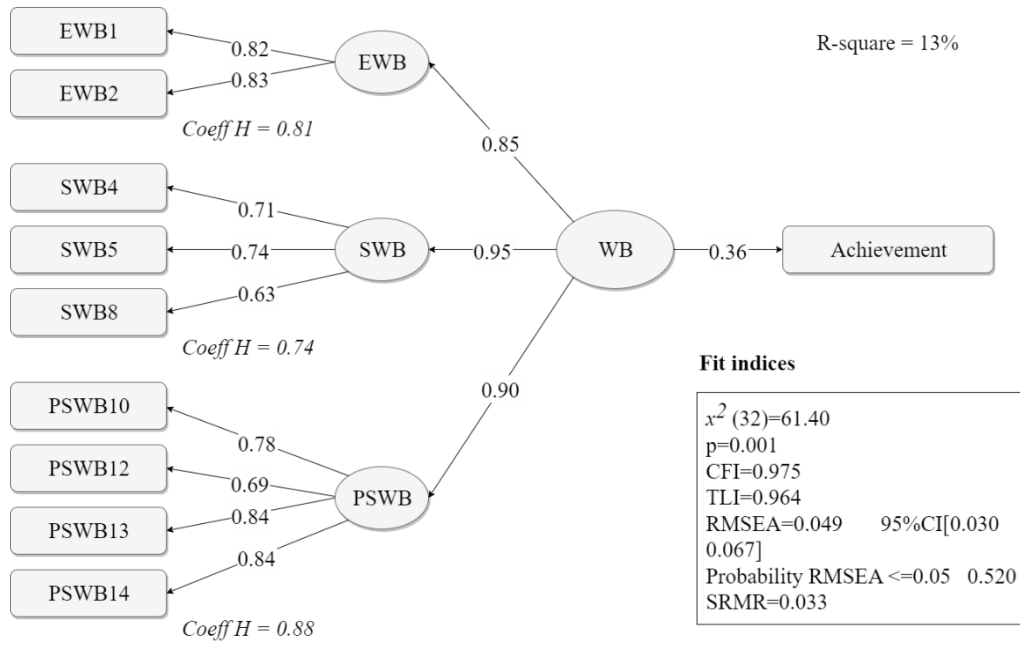 EWB1
0.82
EWB
R-square = 13%
0.83
EWB2
Coeff H = 0.81
0.85
SWB4
0.71
SWB5
0.74
SWB
0.95
WB
0.36
Achievement
0.63
SWB8
Coeff H = 0.74
0.90
PSWB10
0.78
PSWB12
0.69
PSWB
PSWB13
0.84
0.84
PSWB14
Coeff H = 0.88
Fit indices
x² (32)=61.40
p=0.001
CFI=0.975
TLI=0.964
RMSEA=0.049 95%CI[0.030
0.067]
Probability RMSEA <=0.05 0.520
SRMR=0.033